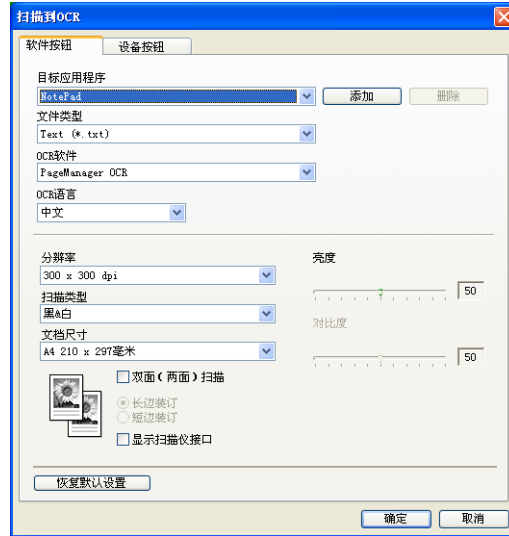 扫描到OCR
软件按钮 设备按钮
目标应用程序
NotePad 添加 删除
文件类型
Text (*.txt)
OCR软件
PageManager OCR
OCR语言
中文
分辨率 亮度
300 x 300 dpi 50
扫描类型
黑&白
对比度
文档尺寸
A4 210 x 297毫米 50
双面(两面)扫描
长边装订
短边装订
显示扫描仪接口
恢复默认设置
确定 取消